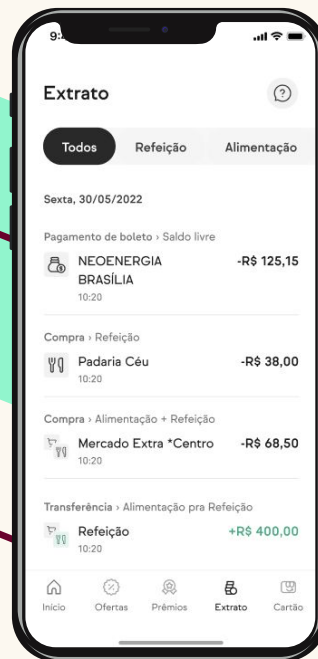 9:4
Extrato
Todos Refeição Alimentação
Sexta, 30/05/2022
Pagamento de boleto › Saldo livre
NEOENERGIA -R$ 125,15
BRASÍLIA
10:20
Compra › Refeição
Padaria Céu -R$ 38,00
10:20
Compra › Alimentação + Refeição
Mercado Extra *Centro -R$ 68,50
10:20
Transferência › Alimentação pra Refeição
Refeição +R$ 400,00
10:20
Início Ofertas Prêmios Extrato Cartão